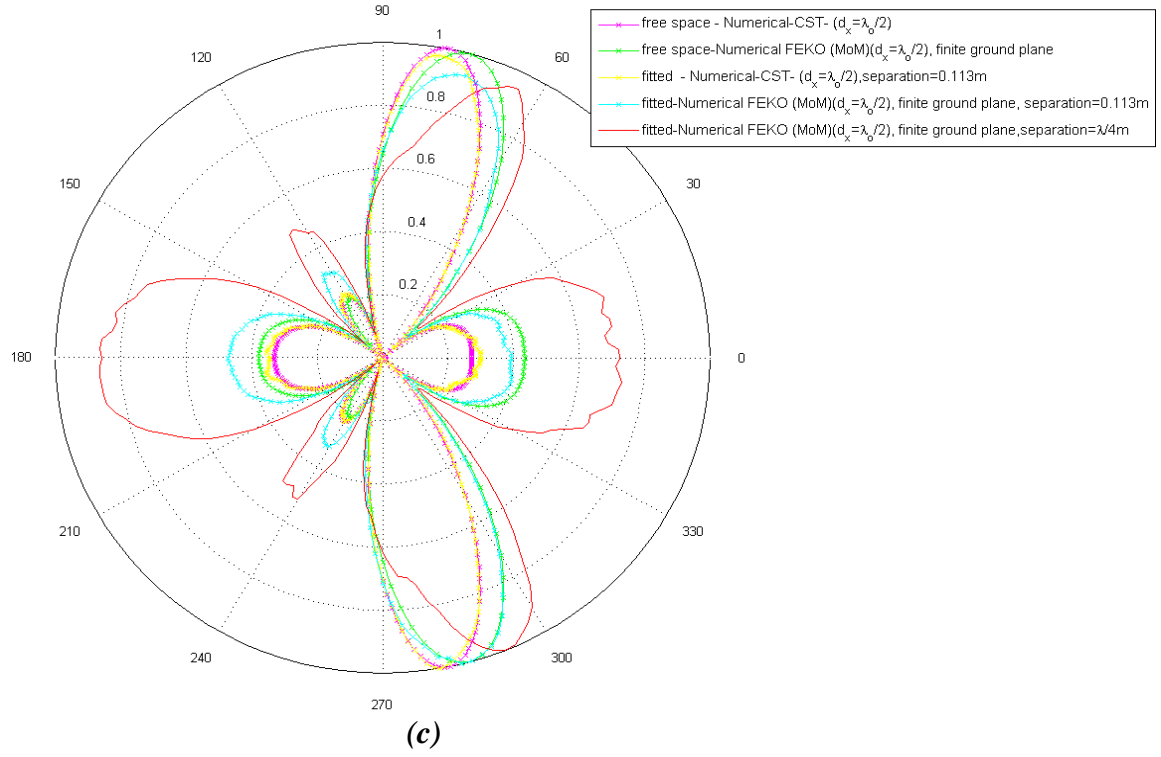 90
120
60
1
0.8
0.6
0.4
0.2
150
30
180
0
210
330
240
300
270
free space - Numerical-CST- (dx=λo/2)
free space-Numerical FEKO (MoM)(dx=λo/2), finite ground plane
fitted - Numerical-CST- (dx=λo/2),separation=0.113m
fitted-Numerical FEKO (MoM)(dx=λo/2), finite ground plane, separation=0.113m
fitted-Numerical FEKO (MoM)(dx=λo/2), finite ground plane,separation=λ/4m
(c)